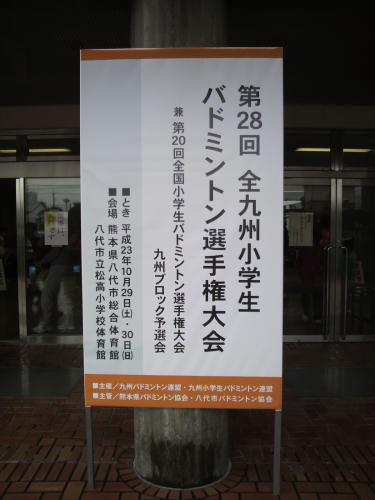 第28回 全九州小学生
バドミントン選手権大会
兼 第20回全国小学生バドミントン選手権大会
九州ブロック予選会
■とき 平成23年10月29日(土)・30日(日)
■会場 熊本県八代市総合体育館
八代市立松高小学校体育館
■主催/九州バドミントン連盟・九州小学生バドミントン連盟
■主管/熊本県バドミントン協会・八代市バドミントン協会